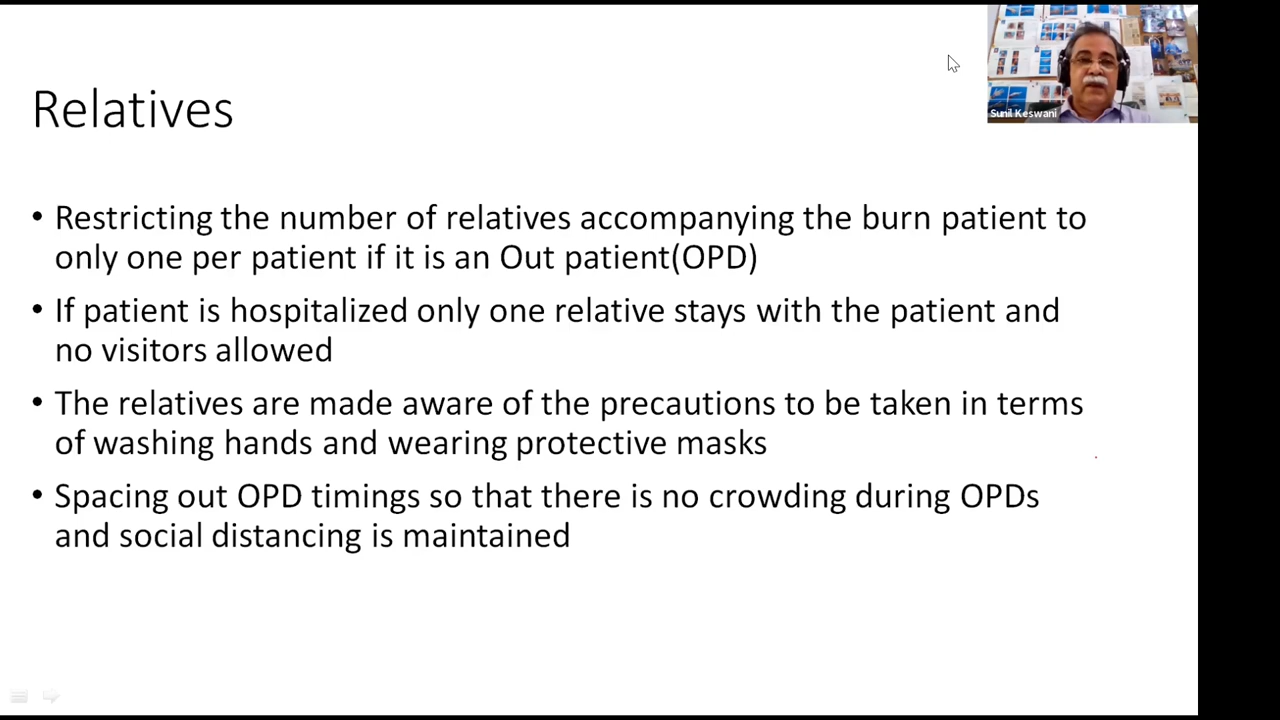 Sunil Keswani
Relatives
• Restricting the number of relatives accompanying the burn patient to
only one per patient if it is an Out patient(OPD)
• If patient is hospitalized only one relative stays with the patient and
no visitors allowed
• The relatives are made aware of the precautions to be taken in terms
of washing hands and wearing protective masks
• Spacing out OPD timings so that there is no crowding during OPDs
and social distancing is maintained